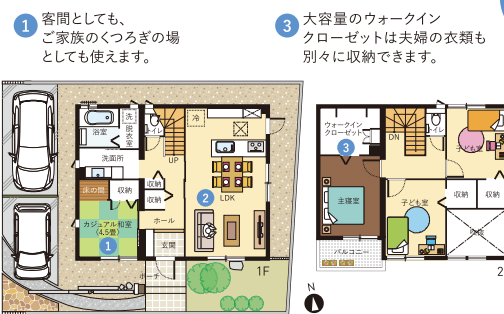 1 客間としても、
ご家族のくつろぎの場
としても使えます。
3 大容量のウォークイン
クローゼットは夫婦の衣類も
別々に収納できます。
浴室
洗
脱衣室
トイレ
UP
冷
洗面所
床の間
収納
収納
収納
2
LDK
カジュアル和室
(4.5畳)
1
ホール
玄関
ポーチ
1F
ウォークイン
クローゼット
3
DN
トイレ
子ども室
主寝室
子ども室
収納
収納
吹抜
バルコニー
N
2